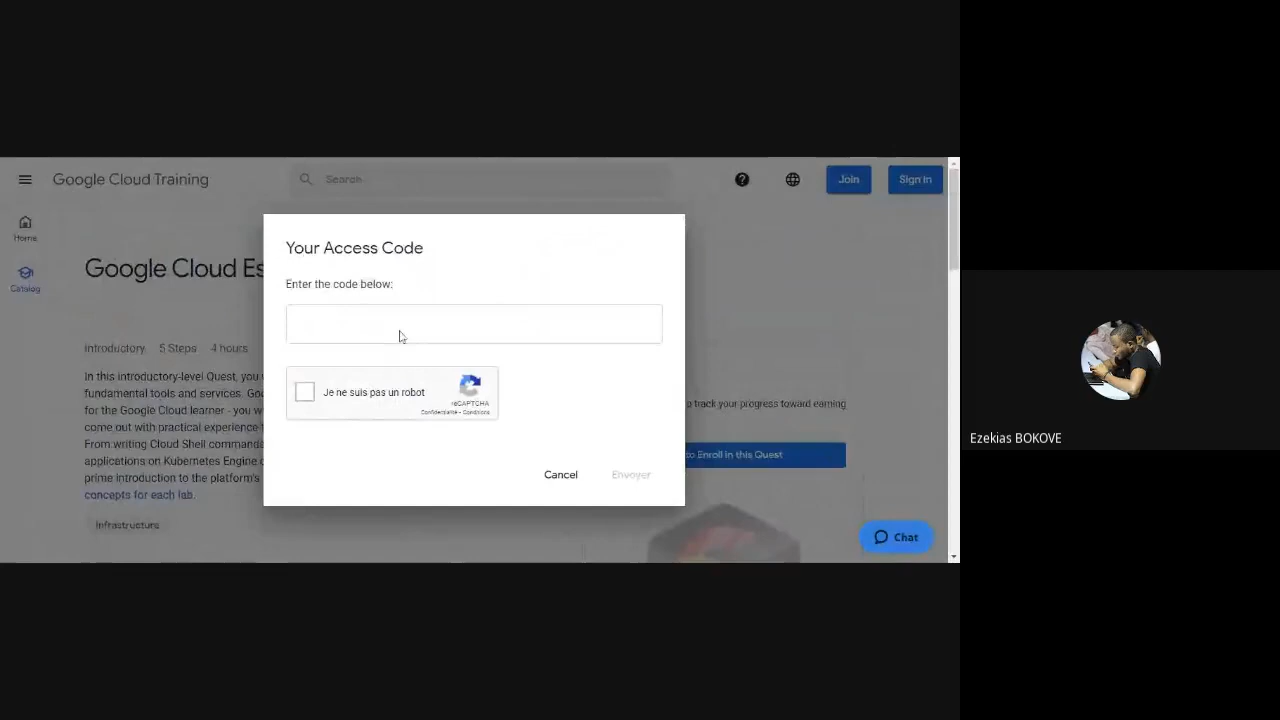 Google Cloud Training
Search
Join
Sign In
Home
Catalog
Google Cloud Es
Your Access Code
Enter the code below:
Introductory 5 Steps 4 hours
In this introductory-level Quest, you
fundamental tools and services. Goo
for the Google Cloud learner - you w
come out with practical experience t
From writing Cloud Shell commands
applications on Kubernetes Engine o
prime introduction to the platform's
concepts for each lab.
Infrastructure
Je ne suis pas un robot
reCAPTCHA
Confidentialité - Conditions
to track your progress toward earning
to Enroll in this Quest
Cancel
Envoyer
Chat
Ezekias BOKOVE